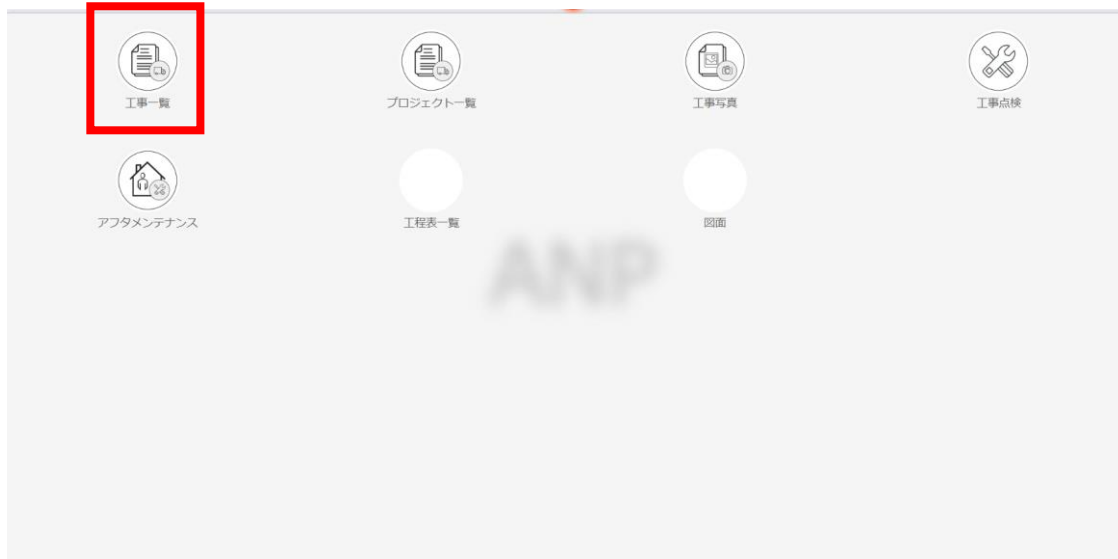 工事一覧
プロジェクト一覧
工事写真
工事点検
アフタメンテナンス
工程表一覧
図面
ANP